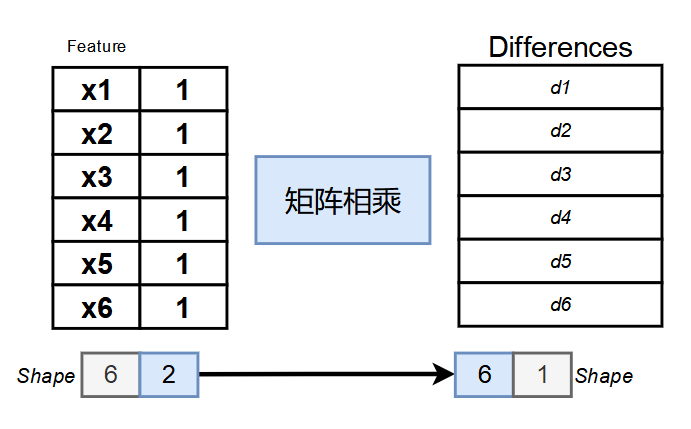 Feature
Differences
x1 1
x2 1
x3 1
x4 1
x5 1
x6 1
矩阵相乘
d1
d2
d3
d4
d5
d6
Shape 6 2
6 1 Shape